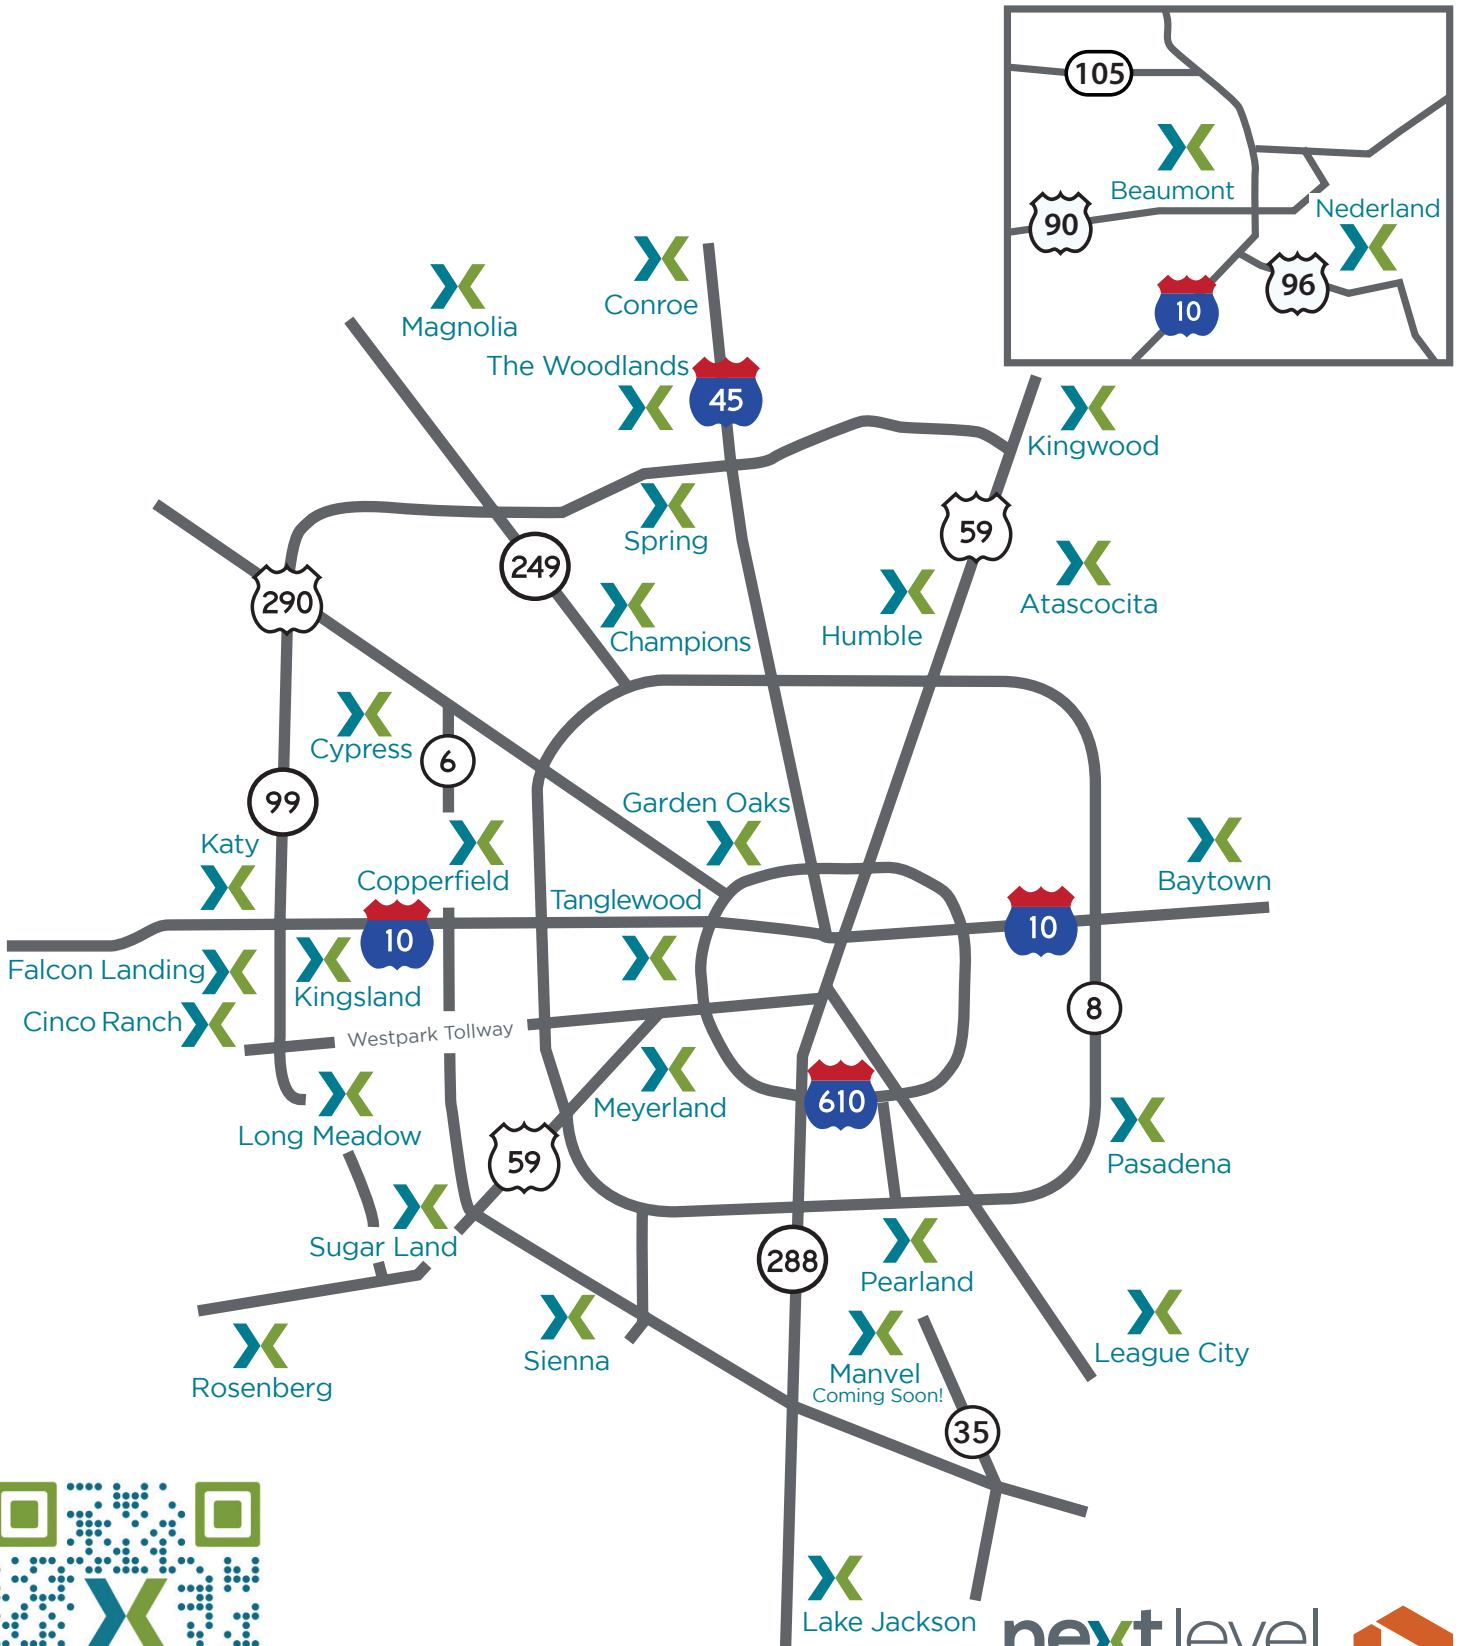 105
Beaumont
90
Nederland
96
10
Conroe
Magnolia
The Woodlands
45
Kingwood
59
Spring
249
Atascocita
290
Humble
Champions
Cypress
6
99
Garden Oaks
Katy
Copperfield
Tanglewood
Baytown
10
10
Falcon Landing
Kingsland
Cinco Ranch
Westpark Tollway
8
Meyerland
610
Long Meadow
59
Pasadena
Sugar Land
288
Pearland
Sienna
League City
Manvel
Coming Soon!
Rosenberg
35
Lake Jackson
next level